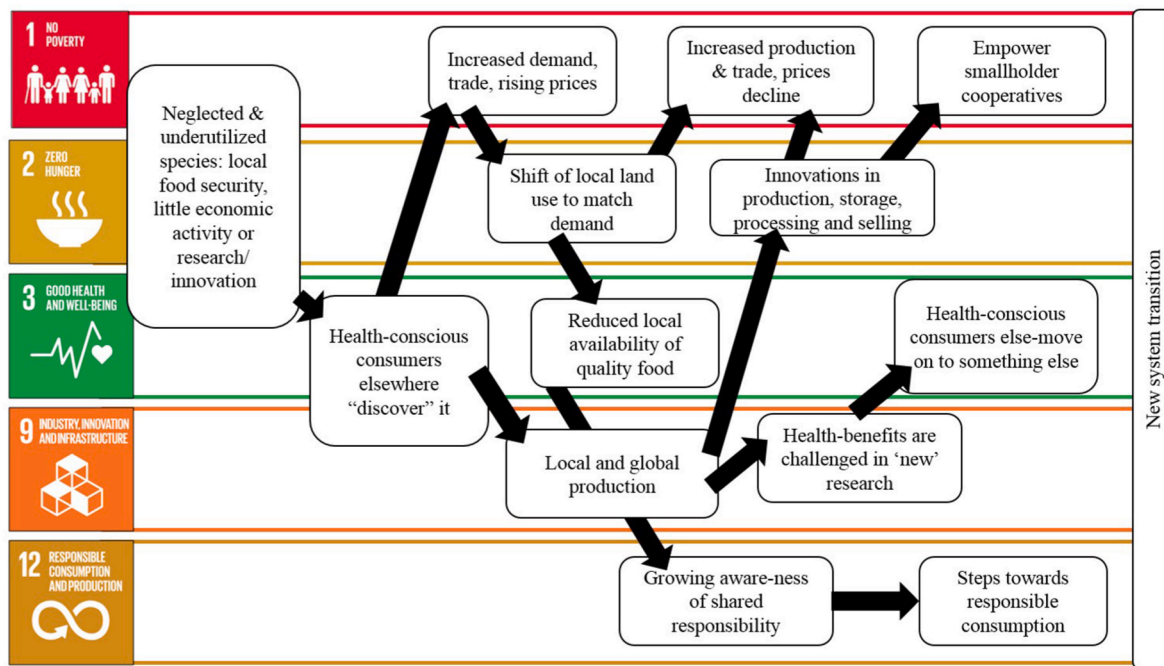 1 NO
POVERTY
2 ZERO
HUNGER
3 GOOD HEALTH
AND WELL-BEING
9 INDUSTRY, INNOVATION
AND INFRASTRUCTURE
12 RESPONSIBLE
CONSUMPTION
AND PRODUCTION
Neglected &
underutilized
species: local
food security,
little economic
activity or
research/
innovation
Health-conscious
consumers
elsewhere
“discover” it
Increased demand,
trade, rising prices
Shift of local land
use to match
demand
Reduced local
availability of
quality food
Local and global
production
Increased production
& trade, prices
decline
Innovations in
production, storage,
processing and selling
Empower
smallholder
cooperatives
Health-conscious
consumers else-move
on to something else
Health-benefits are
challenged in ‘new’
research
Growing aware-ness
of shared
responsibility
Steps towards
responsible
consumption
New system transition